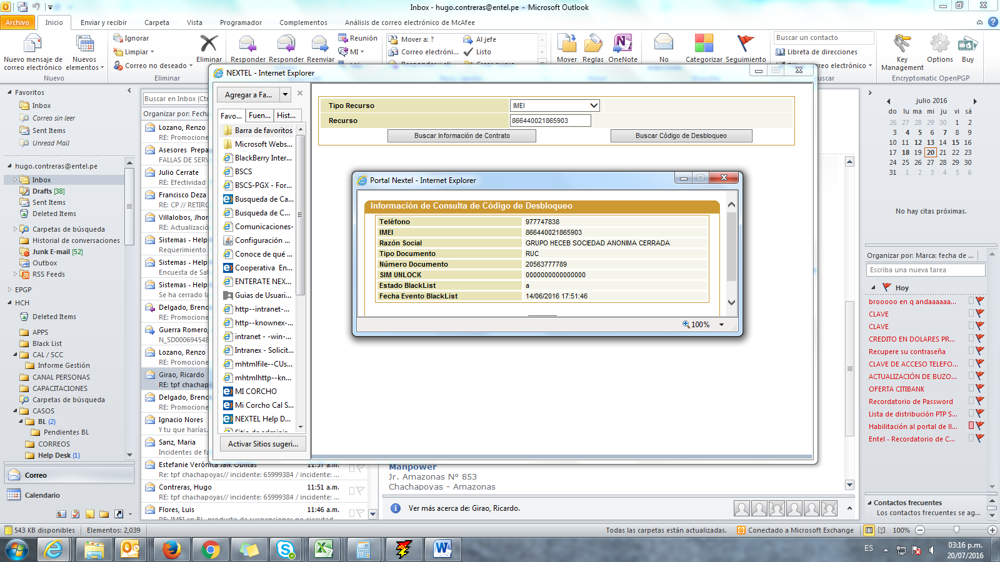 Inbox - hugo.contreras@entel.pe - Microsoft Outlook
Archivo Inicio Enviar y recibir Carpeta Vista Programador Complementos Análisis de correo electrónico de McAfee
Nuevo mensaje de correo electrónico
Nuevos elementos
Nuevo
Ignorar
Limpiar
Correo no deseado
Eliminar
Eliminar
Responder
Responder
Reenviar
Reunión
MI
Mover a: ?
Correo electróni...
Al jefe
Listo
Mover
Reglas
OneNote
No
Categorizar
Seguimiento
Buscar un contacto
Libreta de direcciones
Key Management
Options
Buy
Encryptomatic OpenPGP
Favoritos
Inbox
Correo sin leer
Sent Items
Unread Mail
hugo.contreras@entel.pe
Inbox
Drafts [38]
Sent Items
Deleted Items
Carpetas de búsqueda
Historial de conversaciones
Junk E-mail [52]
Outbox
RSS Feeds
EPGP
HCH
Deleted Items
APPS
Black List
CAL / SCC
Informe Gestión
CANAL PERSONAS
CAPACITACIONES
Carpetas de búsqueda
CASOS
BL (2)
Pendientes BL
CORREOS
Help Desk (1)
Correo
Calendario
Buscar en Inbox (Ctr
Organizar por: Fecha
Lozano, Renzo
RE: Promocione
Asesores Prepa
FALLAS DE SERV
Julio Cerrate
RE: Efectividad
Francisco Deza
RE: CP // RETIRO
Villalobos, Jhor
RE: Actualizació
Sistemas - Help
Requerimiento
Sistemas - Help
Encuesta de Sat
Sistemas - Help
Se ha cerrado la
Delgado, Brend
RE: Promocione
Guerra Romero,
N_SD000694548
Lozano, Renzo
RE: Promocione
Girao, Ricardo
RE: tpf chachap
Delgado, Brend
RE: Promocione
Ignacio Nores
Y tu que harías.
Sanz, Maria
Incidentes de fa
Estefanie Verónica Jaik Oblitas 11:57 a.m.
RE: tpf chachapoyas// incidente: 65999384 / incidente: ...
Contreras, Hugo 11:51 a.m.
RE: tpf chachapoyas// incidente: 65999384 / incidente: ...
Flores, Luis 11:46 a.m.
RE: IMEI en BL, producto de suspensiones no ejecutad
NEXTEL - Internet Explorer
Agregar a Fa...
Favo... Fuen... Hist...
Barra de favoritos
Microsoft Webs...
BlackBerry Inter...
BSCS
BSCS-PGX - For...
Busqueda de Ca...
Busqueda de C...
Comunicaciones-
Configuración ...
Conoce de qué ...
Cooperativa En...
ENTERATE NEX...
Guias de Usuari...
http--intranet-...
http--knownex-...
intranet - -win-...
Intranex - Solicit...
mhtmlfile--CUs...
mhtmlhttp--kn...
MI CORCHO
Mi Corcho Cal S...
NEXTEL Help D...
Activar Sitios sugeri...
Tipo Recurso IMEI
Recurso 866440021865903
Buscar Información de Contrato Buscar Código de Desbloqueo
Portal Nextel - Internet Explorer
Información de Consulta de Código de Desbloqueo
Teléfono 977747838
IMEI 866440021865903
Razón Social GRUPO HECEB SOCIEDAD ANONIMA CERRADA
Tipo Documento RUC
Número Documento 20563777789
SIM UNLOCK 0000000000000000
Estado BlackList a
Fecha Evento BlackList 14/06/2016 17:51:46
100%
Manpower
Jr. Amazonas N° 853
Chachapoyas - Amazonas
Ver más acerca de: Girao, Ricardo.
julio 2016
do lu ma mi ju vi sá
26 27 28 29 30 1 2
3 4 5 6 7 8 9
10 11 12 13 14 15 16
17 18 19 20 21 22 23
24 25 26 27 28 29 30
31 1 2 3 4 5 6
No hay citas próximas.
Organizar por: Marca: fecha de ...
Escriba una nueva tarea
Hoy
brooooo en q andaaaaaa...
CLAVE
CLAVE
CREDITO EN DOLARES PR...
Recupere su contraseña
CLAVE DE ACCESO TELEFO...
ACTUALIZACIÓN DE BUZO...
OFERTA CITIBANK
Recordatorio de Password
Lista de distribución PTP S...
Habilitación al portal de II...
Entel - Recordatorio de C...
Contactos frecuentes
Los contactos frecuentes se ag...
543 KB disponibles Elementos: 2,039 Todas las carpetas están actualizadas. Conectado a Microsoft Exchange 100%
ES
03:16 p.m.
20/07/2016